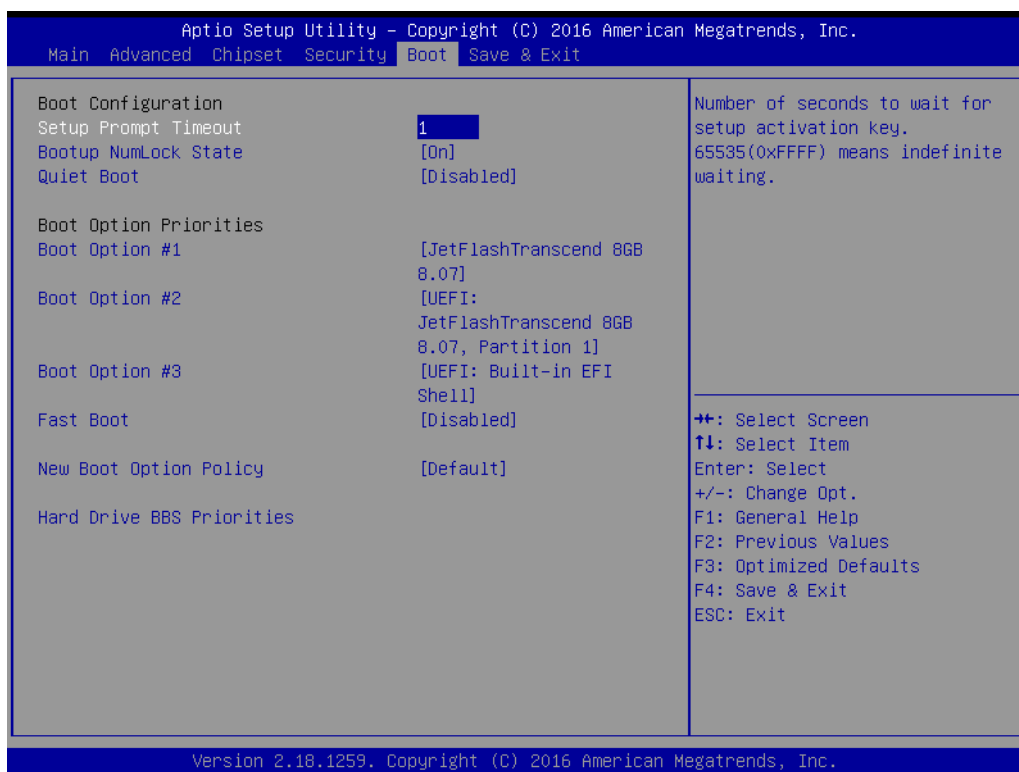 Aptio Setup Utility – Copyright (C) 2016 American Megatrends, Inc.
Main Advanced Chipset Security Boot Save & Exit
Boot Configuration
Setup Prompt Timeout 1
Bootup NumLock State [On]
Quiet Boot [Disabled]
Boot Option Priorities
Boot Option #1 [JetFlashTranscend 8GB
8.07]
Boot Option #2 [UEFI:
JetFlashTranscend 8GB
8.07, Partition 1]
Boot Option #3 [UEFI: Built-in EFI
Shell]
Fast Boot [Disabled]
New Boot Option Policy [Default]
Hard Drive BBS Priorities
Number of seconds to wait for
setup activation key.
65535(0xFFFF) means indefinite
waiting.
→←: Select Screen
↑↓: Select Item
Enter: Select
+/-: Change Opt.
F1: General Help
F2: Previous Values
F3: Optimized Defaults
F4: Save & Exit
ESC: Exit
Version 2.18.1259. Copyright (C) 2016 American Megatrends, Inc.